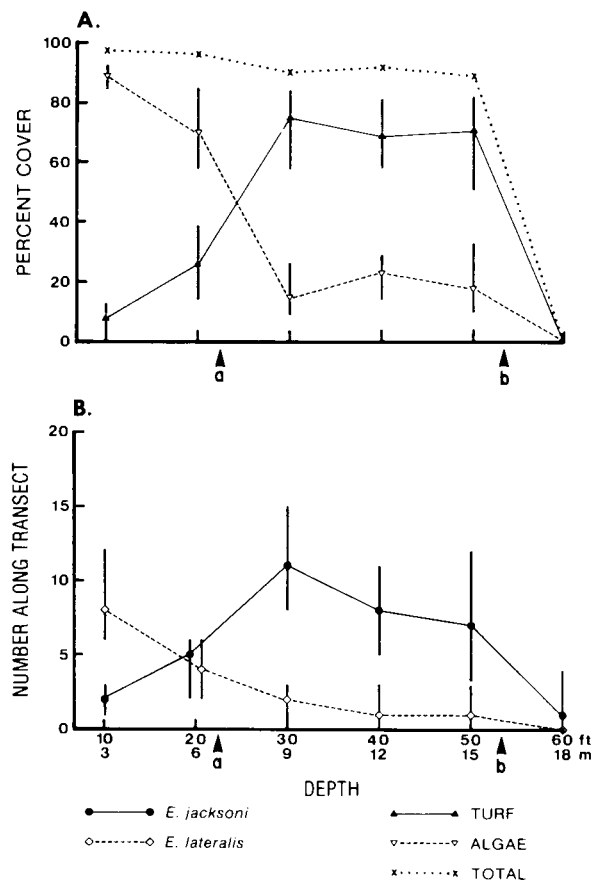 A.
100
80
60
40
20
0
PERCENT COVER
a
b
B.
20
15
10
5
0
NUMBER ALONG TRANSECT
10 20 30 40 50 60 ft
3 6 9 12 15 18 m
a
b
DEPTH
E. jacksoni
E. lateralis
TURF
ALGAE
TOTAL